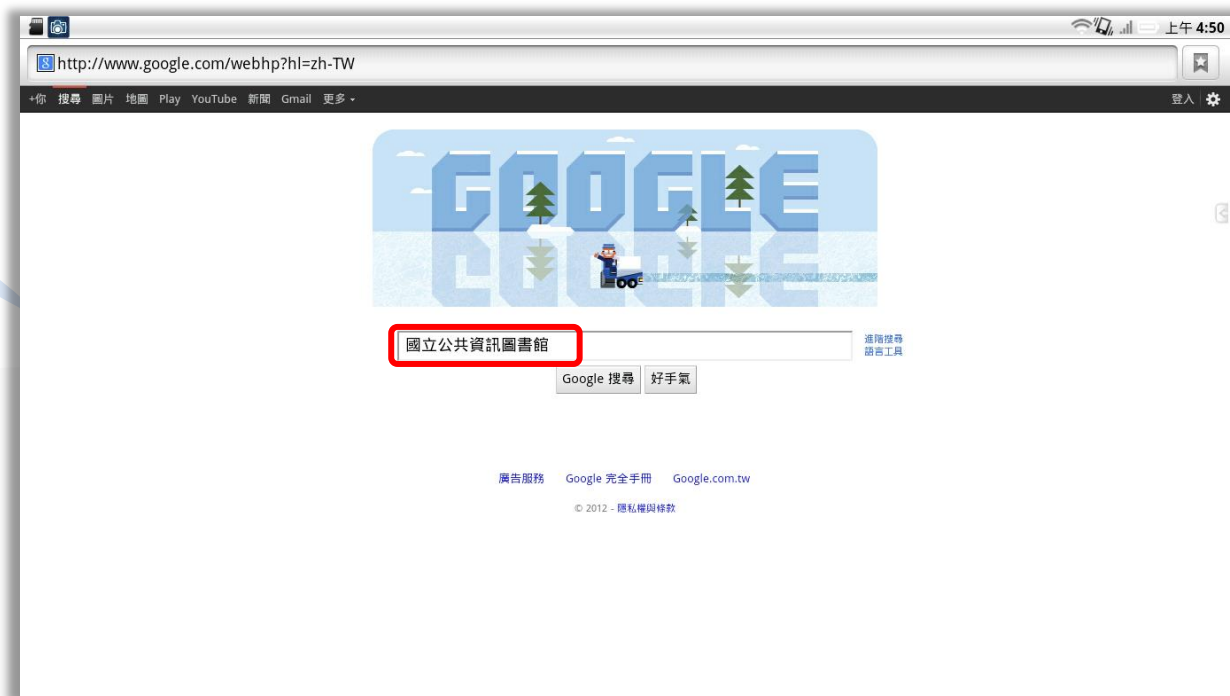 上午 4:50
http://www.google.com/webhp?hl=zh-TW
+你 搜尋 圖片 地圖 Play YouTube 新聞 Gmail 更多 登入
GOOGLE
國立公共資訊圖書館
進階搜尋
語言工具
Google 搜尋 好手氣
廣告服務 Google 完全手冊 Google.com.tw
© 2012 - 隱私權與條款